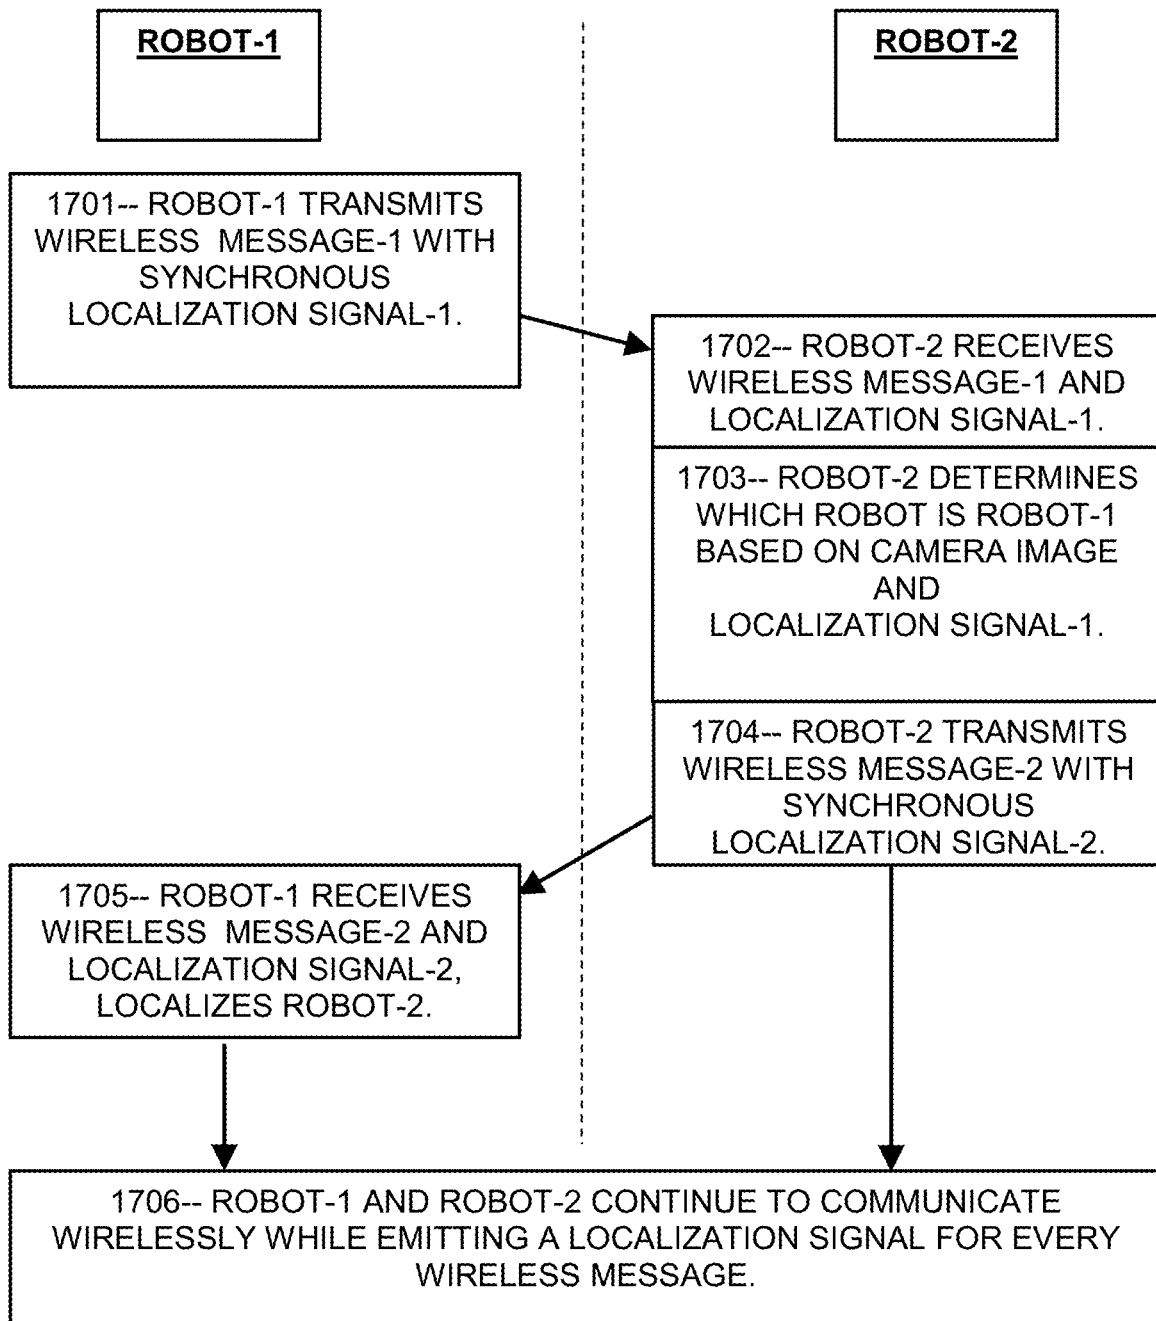 ROBOT-1
ROBOT-2
1701-- ROBOT-1 TRANSMITS
WIRELESS MESSAGE-1 WITH
SYNCHRONOUS
LOCALIZATION SIGNAL-1.
1702-- ROBOT-2 RECEIVES
WIRELESS MESSAGE-1 AND
LOCALIZATION SIGNAL-1.
1703-- ROBOT-2 DETERMINES
WHICH ROBOT IS ROBOT-1
BASED ON CAMERA IMAGE
AND
LOCALIZATION SIGNAL-1.
1704-- ROBOT-2 TRANSMITS
WIRELESS MESSAGE-2 WITH
SYNCHRONOUS
LOCALIZATION SIGNAL-2.
1705-- ROBOT-1 RECEIVES
WIRELESS MESSAGE-2 AND
LOCALIZATION SIGNAL-2,
LOCALIZES ROBOT-2.
1706-- ROBOT-1 AND ROBOT-2 CONTINUE TO COMMUNICATE
WIRELESSLY WHILE EMITTING A LOCALIZATION SIGNAL FOR EVERY
WIRELESS MESSAGE.